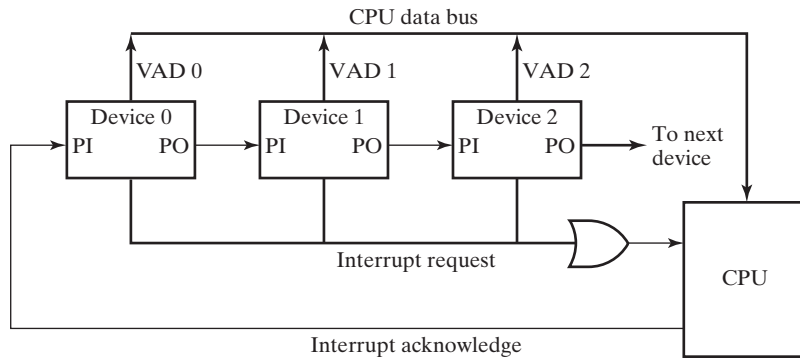 CPU data bus
VAD 0
VAD 1
VAD 2
Device 0
PI
PO
Device 1
PI
PO
Device 2
PI
PO
To next
device
Interrupt request
CPU
Interrupt acknowledge